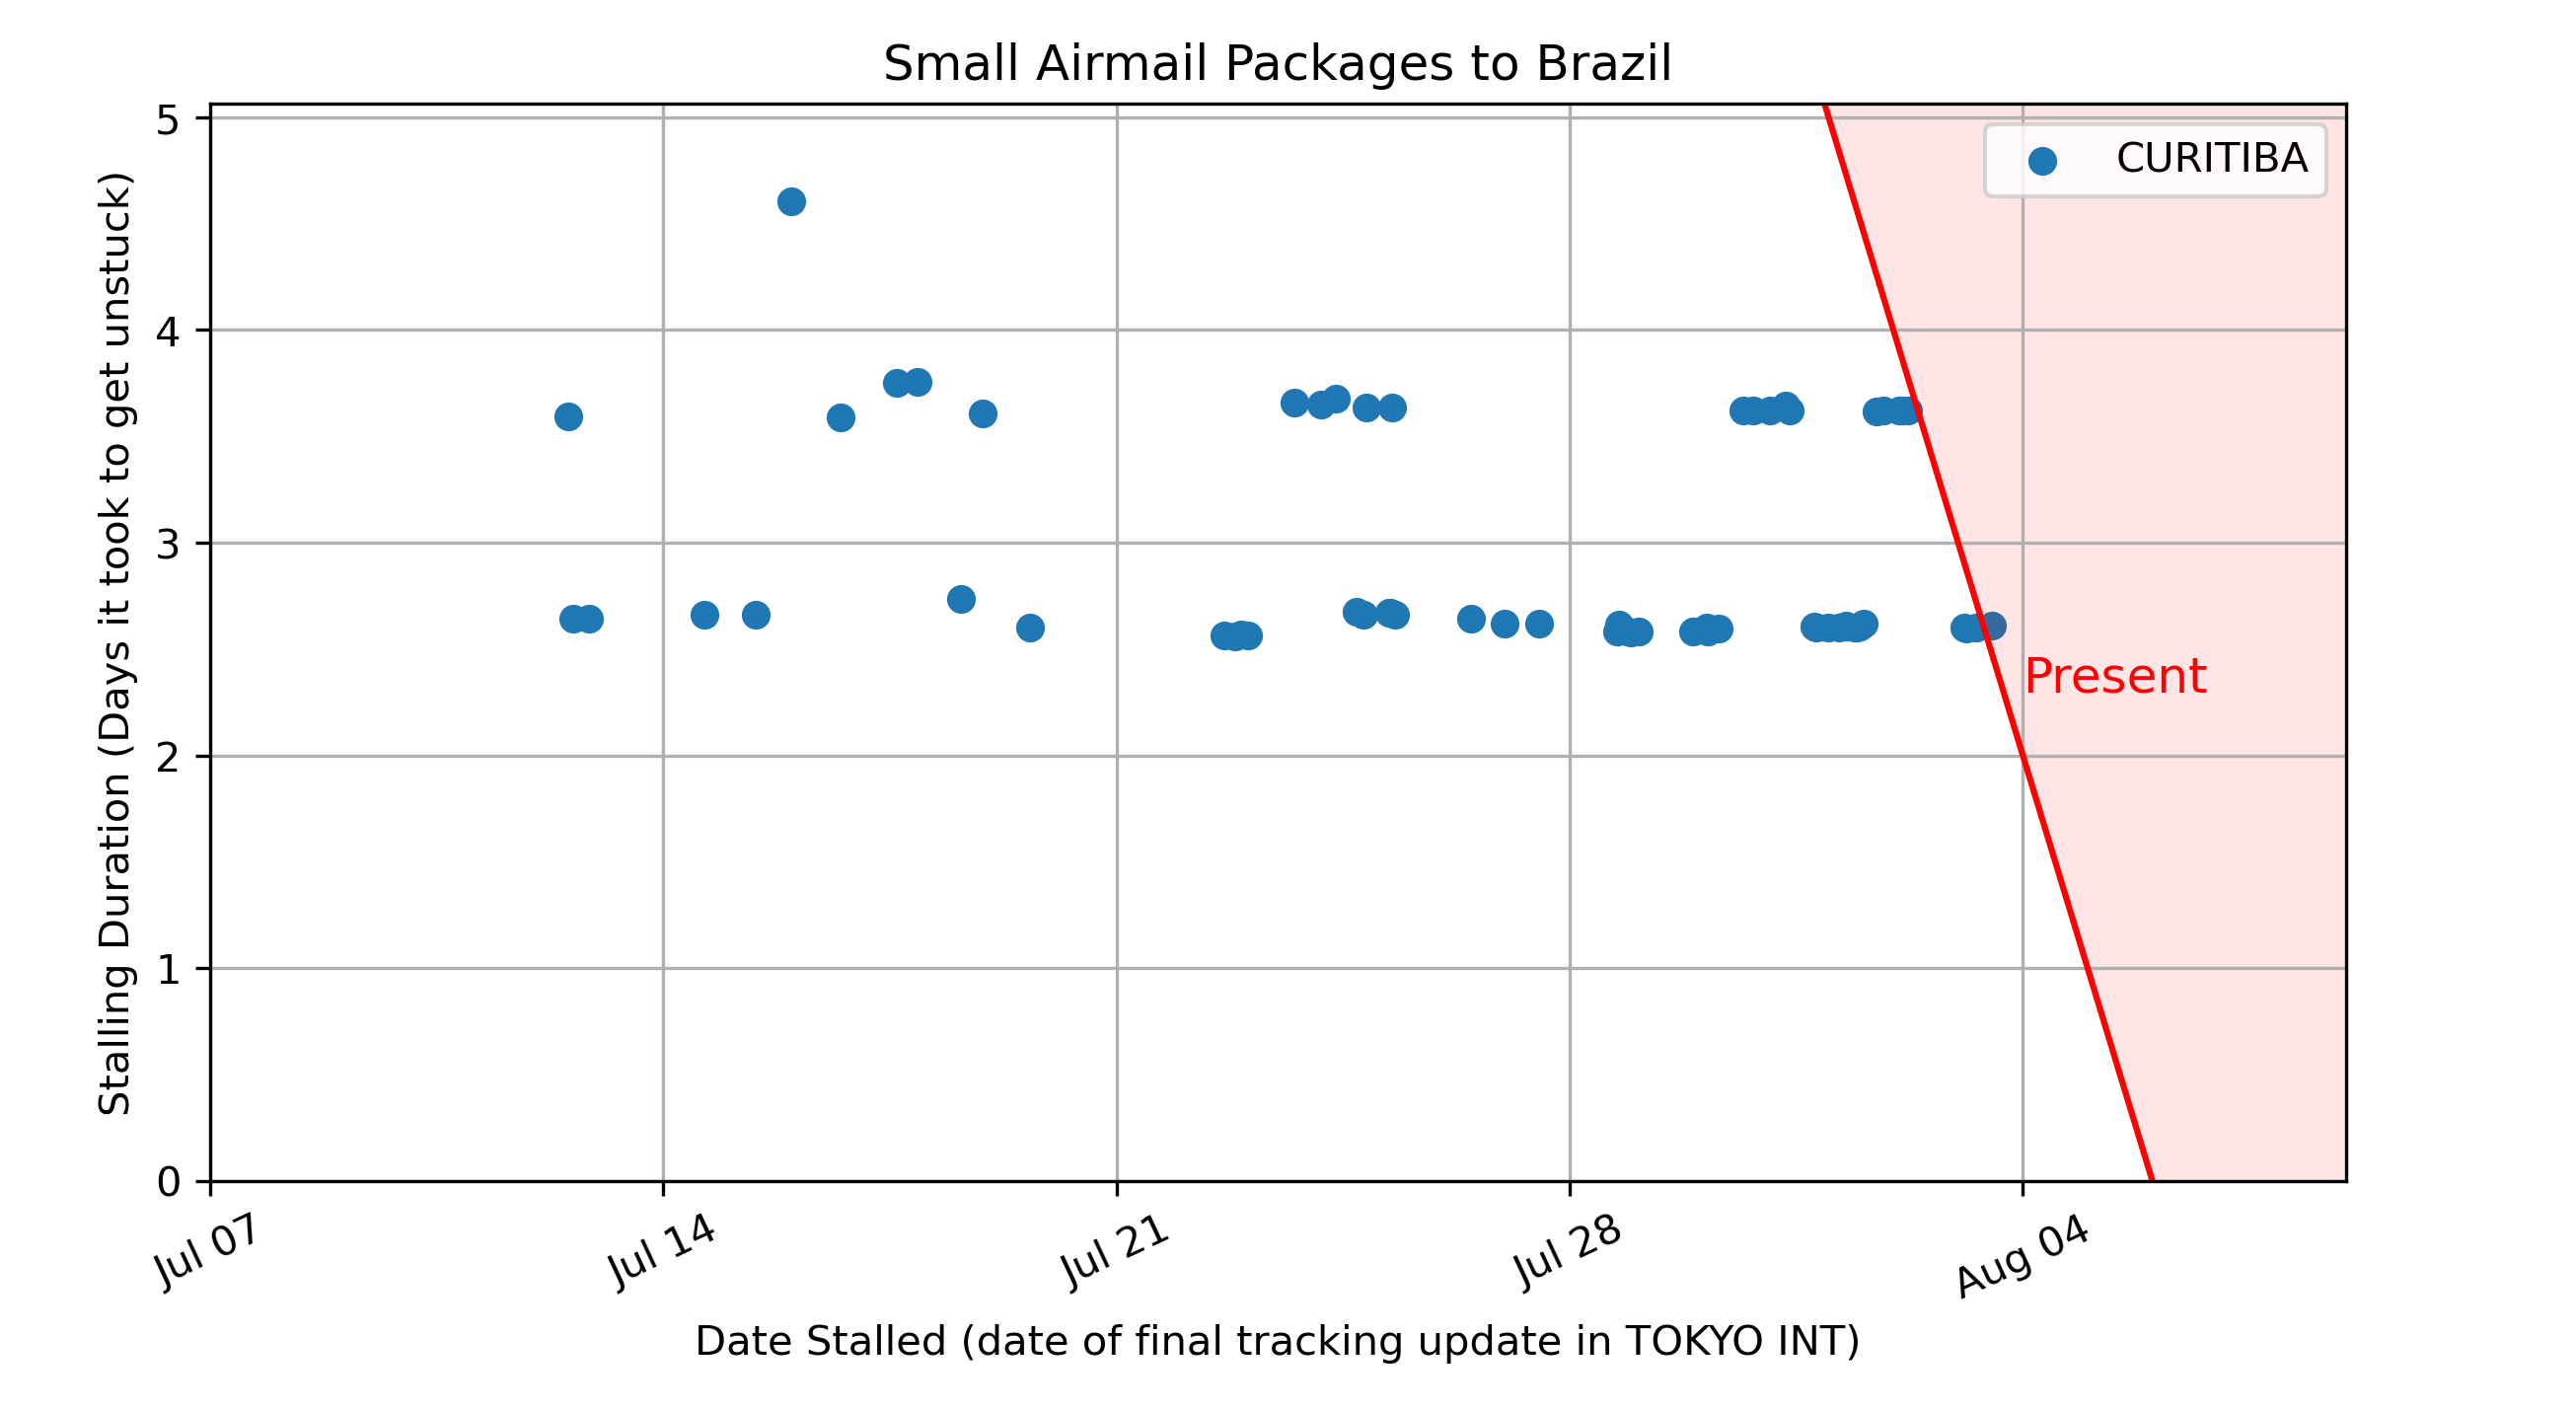 Small Airmail Packages to Brazil
Stalling Duration (Days it took to get unstuck)
5
4
3
2
1
0
CURITIBA
Present
Jul 07
Jul 14
Jul 21
Jul 28
Aug 04
Date Stalled (date of final tracking update in TOKYO INT)